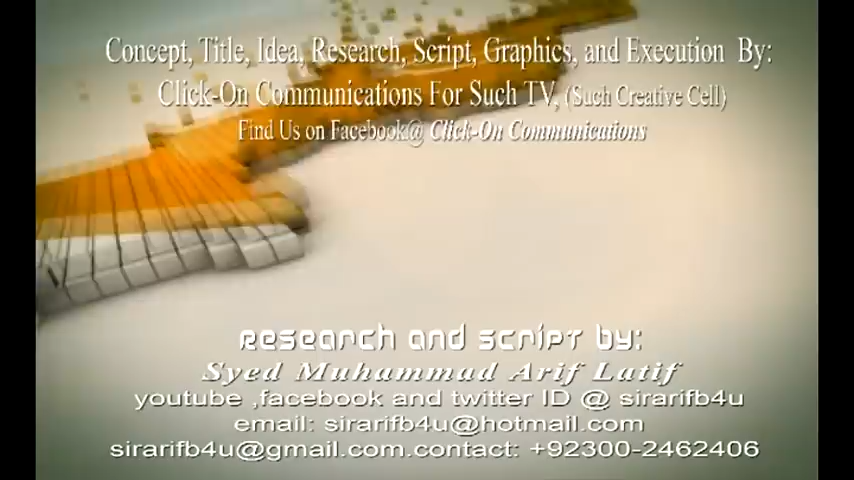 Concept, Title, Idea, Research, Script, Graphics, and Execution By:
Click-On Communications For Such TV, (Such Creative Cell)
Find Us on Facebook@ Click-On Communications
Research and script by:
Syed Muhammad Arif Latif
youtube ,facebook and twitter ID @ sirarifb4u
email: sirarifb4u@hotmail.com
sirarifb4u@gmail.com.contact: +92300-2462406